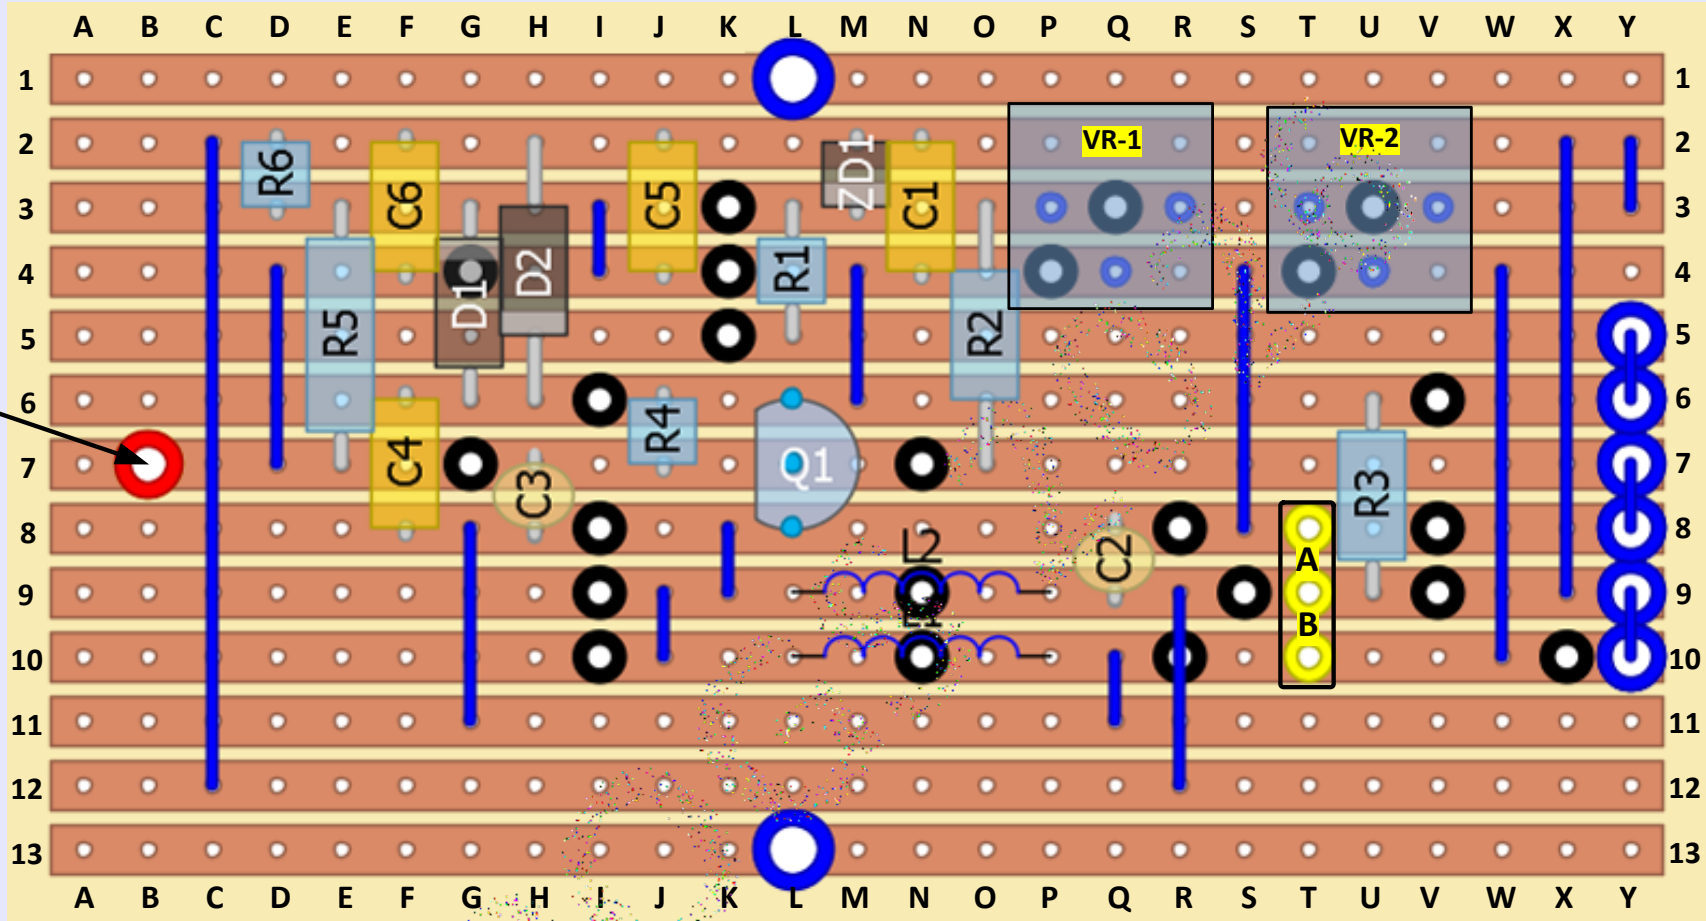 A B C D E F G H I J K L M N O P Q R S T U V W X Y
1 1
2 VR-1 VR-2 2
R6 ZD1
3 C6 C5 C1 3
4 D2 R1 4
D1
5 R5 R2 5
6 R4 6
7 C4 C3 Q1 R3 7
8 L2 C2 A 8
9 B 9
10 10
11 11
12 12
13 13
A B C D E F G H I J K L M N O P Q R S T U V W X Y